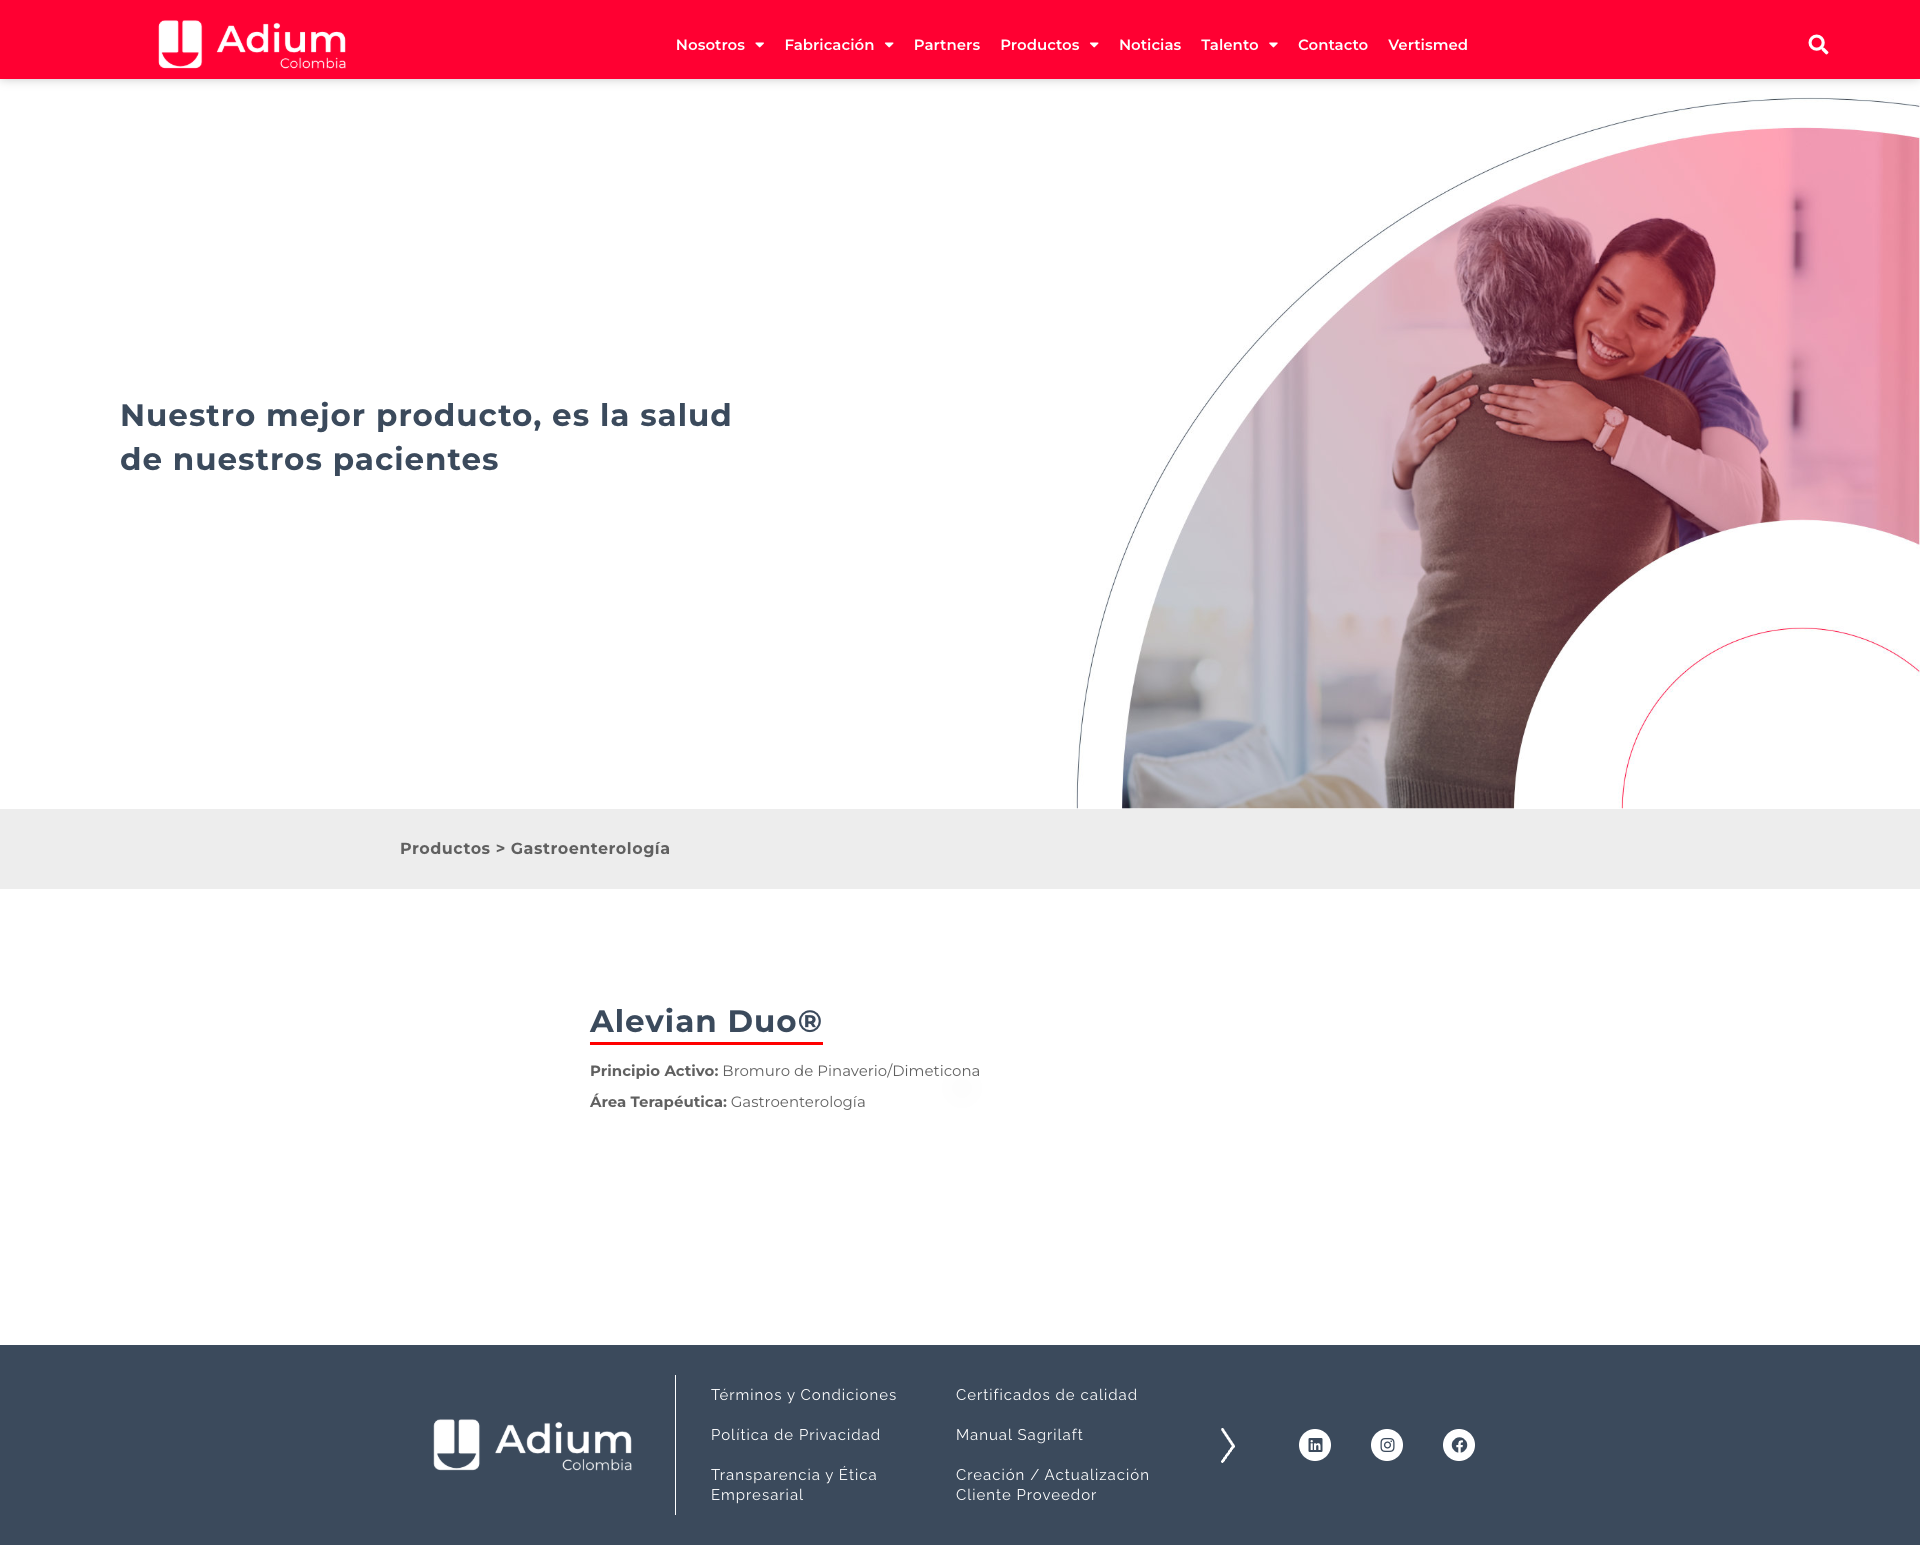 Adium
Colombia
Nosotros
Fabricación
Partners
Productos
Noticias
Talento
Contacto
Vertismed
Nuestro mejor producto, es la salud
de nuestros pacientes
Productos > Gastroenterología
Alevian Duo®
Principio Activo: Bromuro de Pinaverio/Dimeticona
Área Terapéutica: Gastroenterología
Adium
Colombia
Términos y Condiciones
Política de Privacidad
Transparencia y Ética
Empresarial
Certificados de calidad
Manual Sagrilaft
Creación / Actualización
Cliente Proveedor